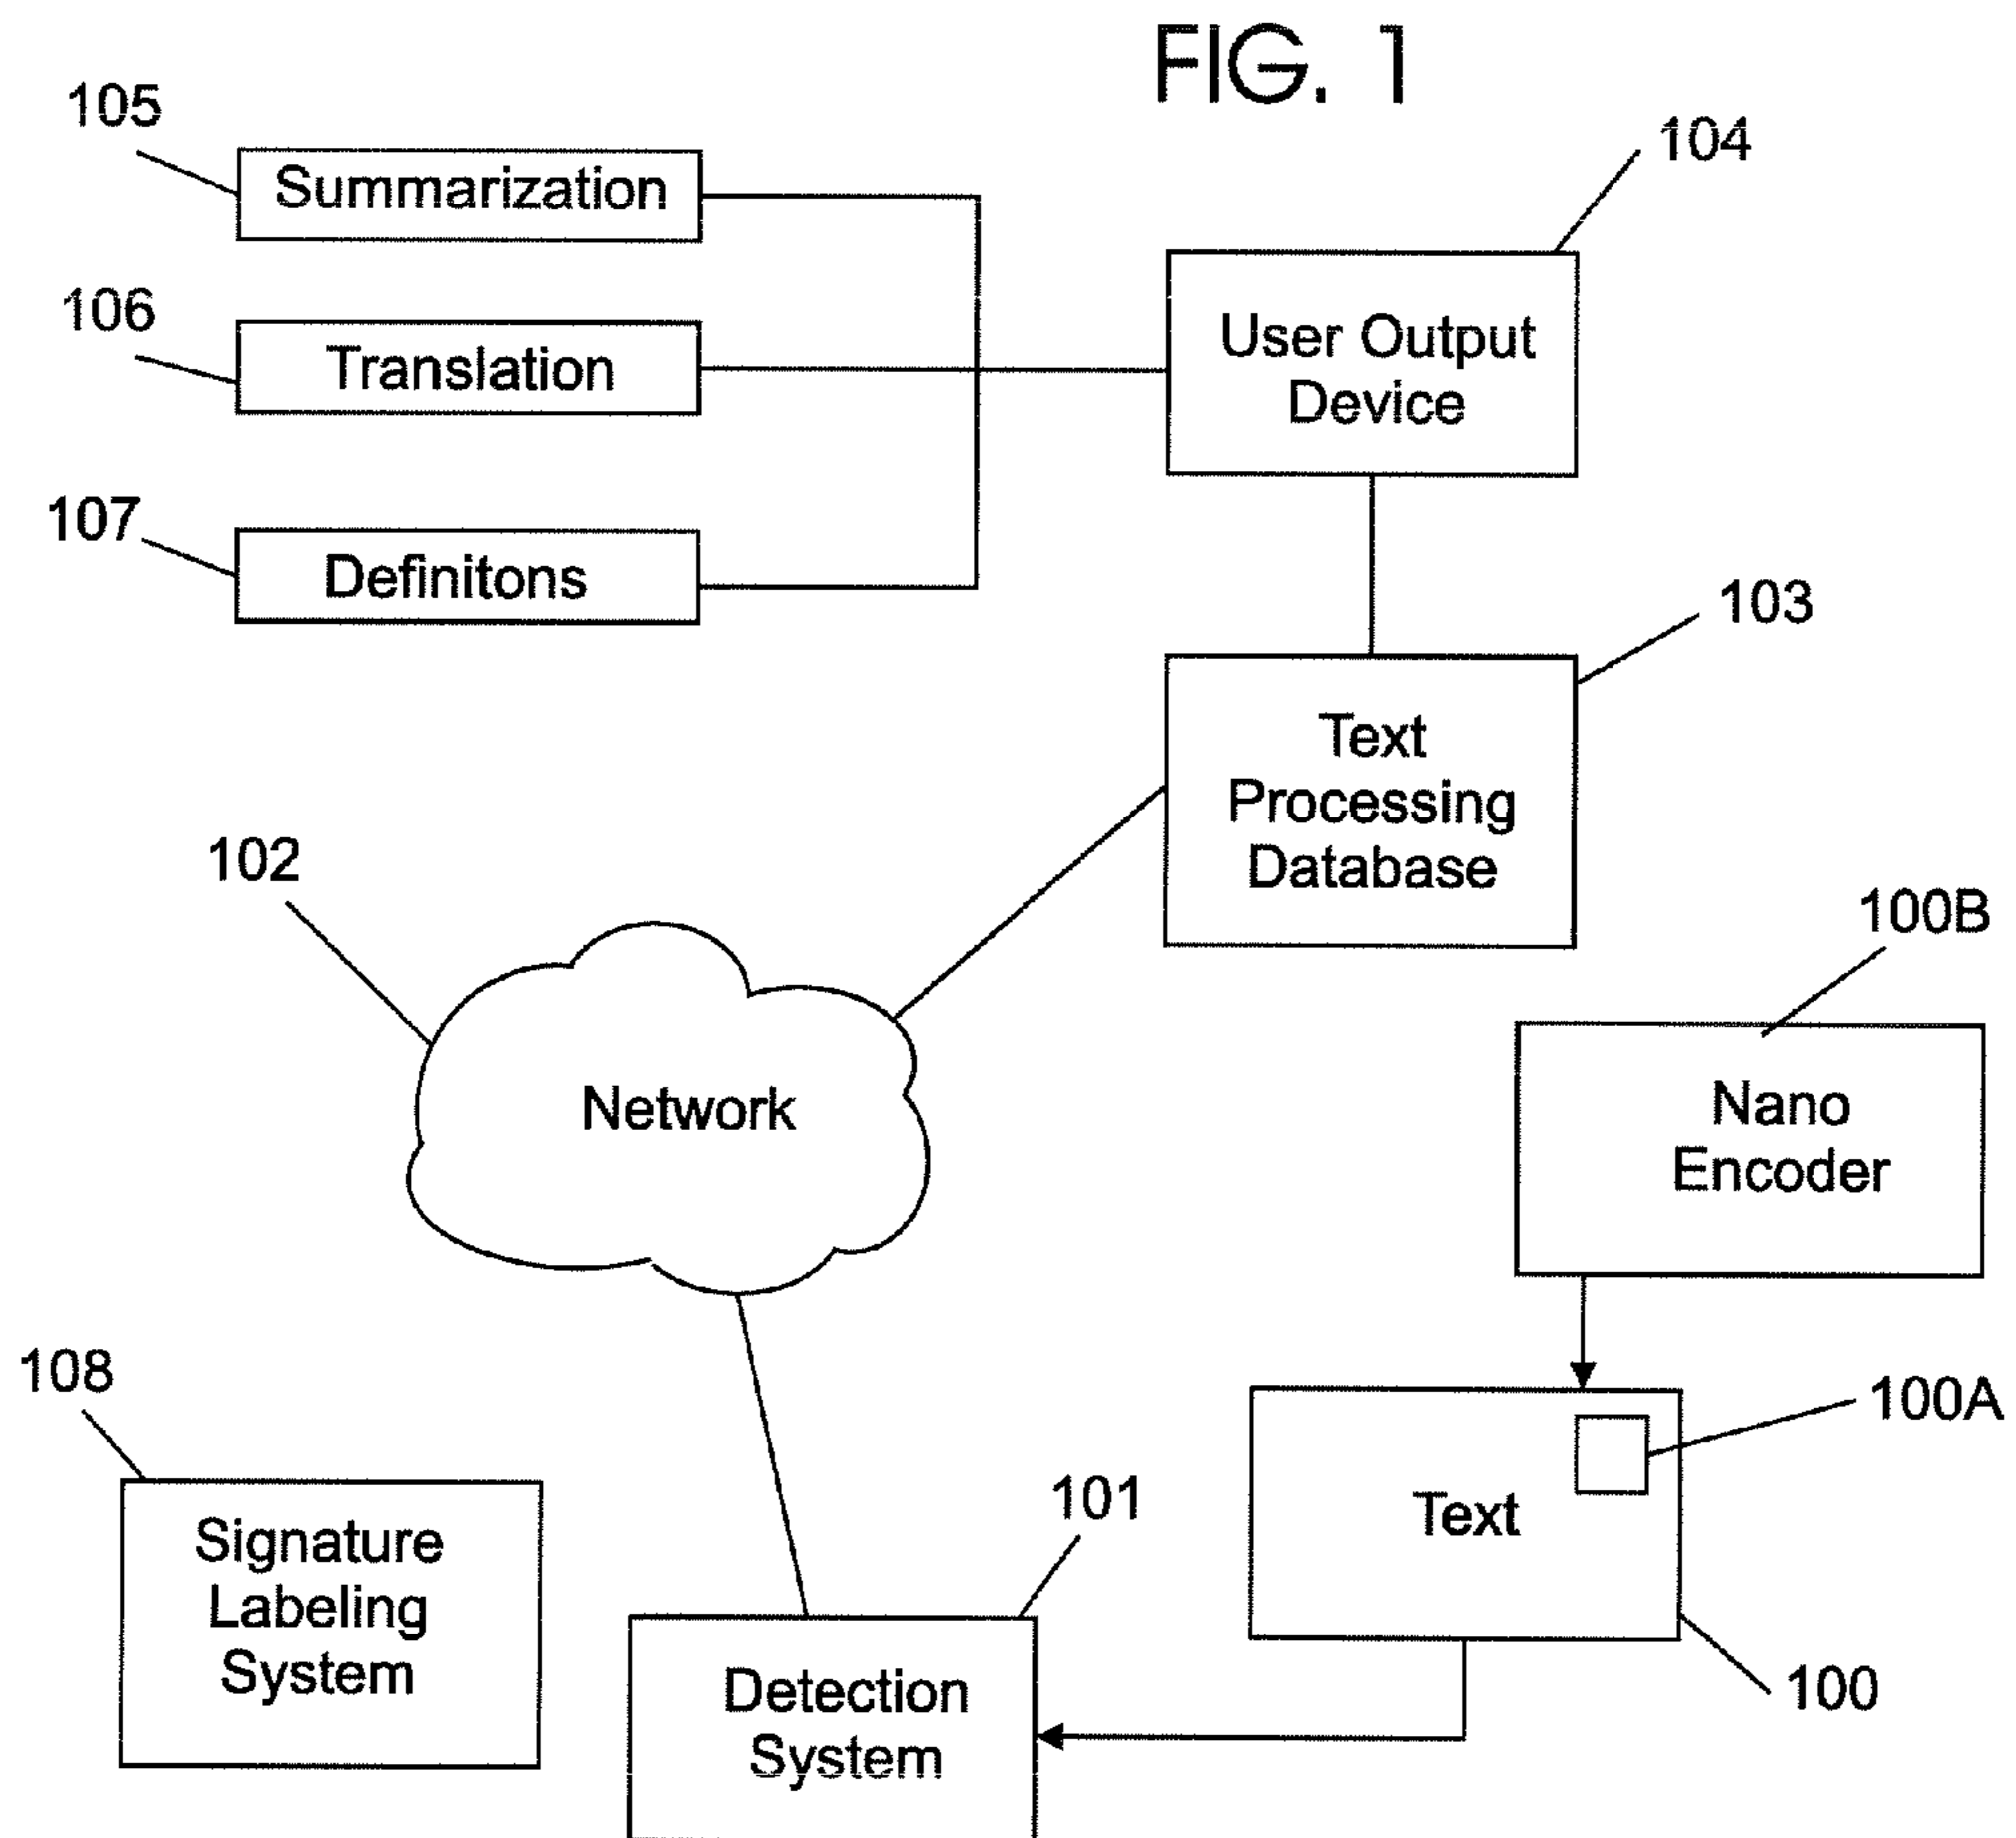 FIG. 1
105
Summarization
104
106
Translation
User Output
Device
107
Definitons
103
Text
Processing
Database
102
Network
100B
Nano
Encoder
108
Signature
Labeling
System
101
Detection
System
100A
Text
100